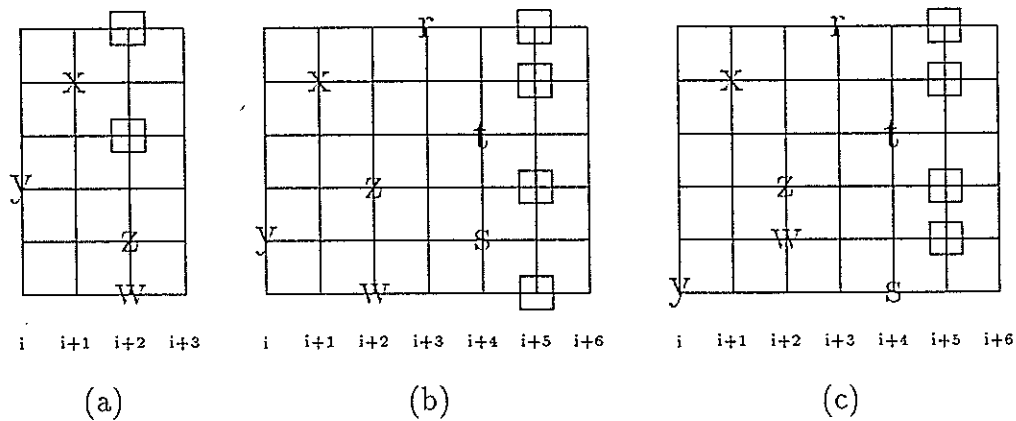 r r
x x x
t t
y z z
z y s w
w w y s
i i+1 i+2 i+3 i i+1 i+2 i+3 i+4 i+5 i+6 i i+1 i+2 i+3 i+4 i+5 i+6
(a) (b) (c)